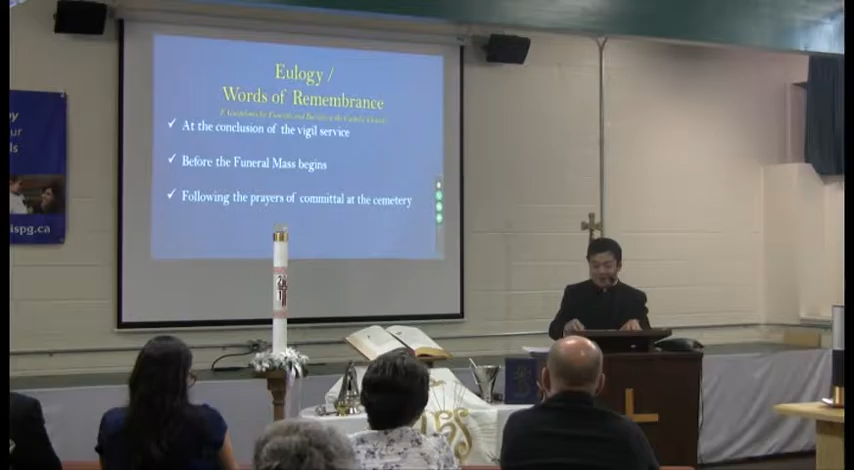 Eulogy /
Words of Remembrance
At the conclusion of the vigil service
Before the Funeral Mass begins
Following the prayers of committal at the cemetery
ispg.ca